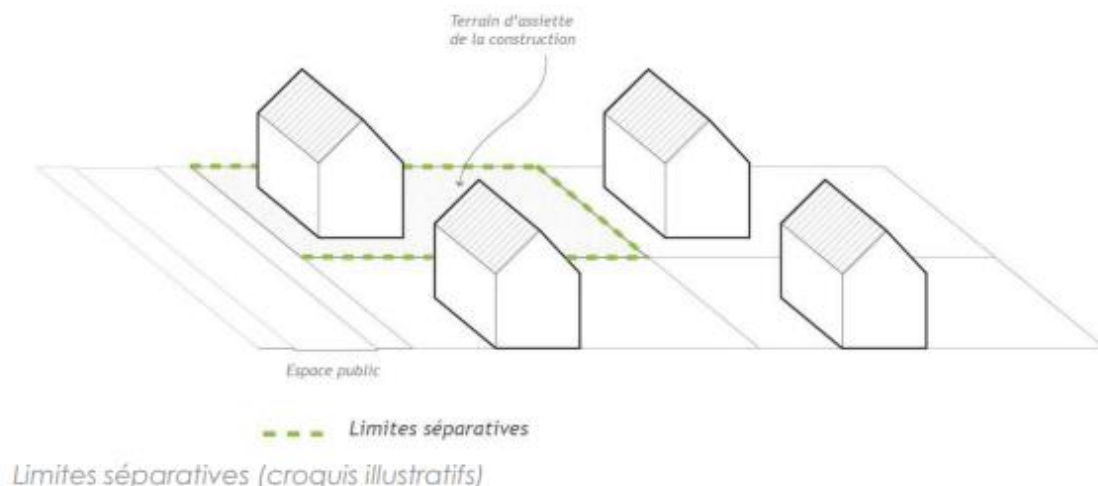 Terrain d'assiette
de la construction
Espace public
Limites séparatives
Limites séparatives (croquis illustratifs)